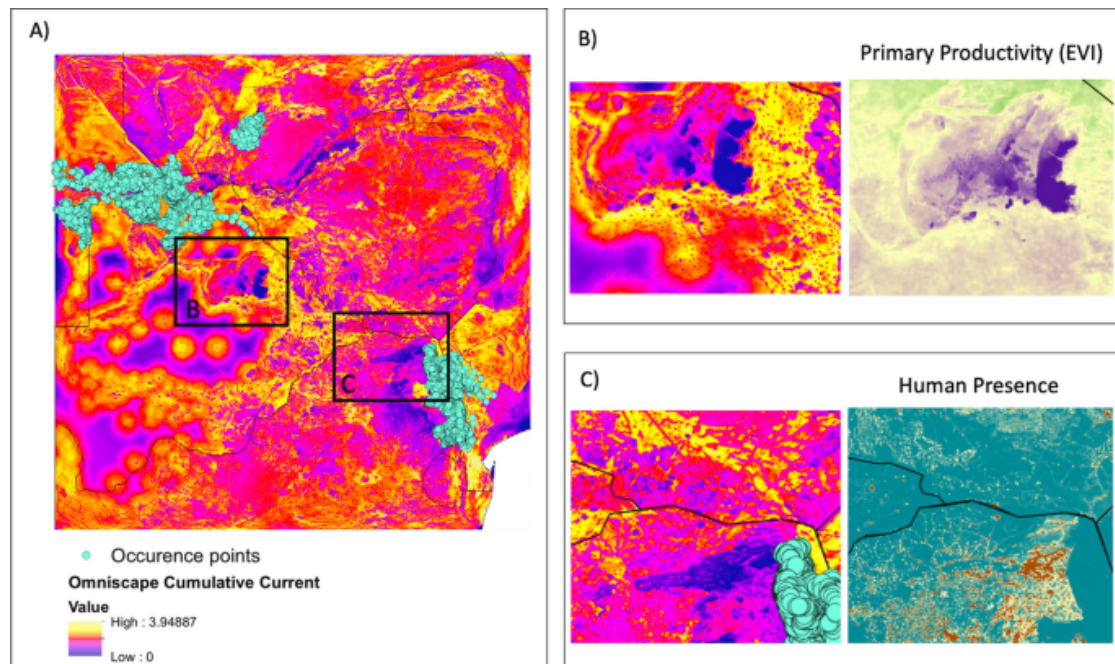 A)
B
C
Occurence points
Omniscape Cumulative Current
Value
High : 3.94887
Low : 0
B)
Primary Productivity (EVI)
C)
Human Presence